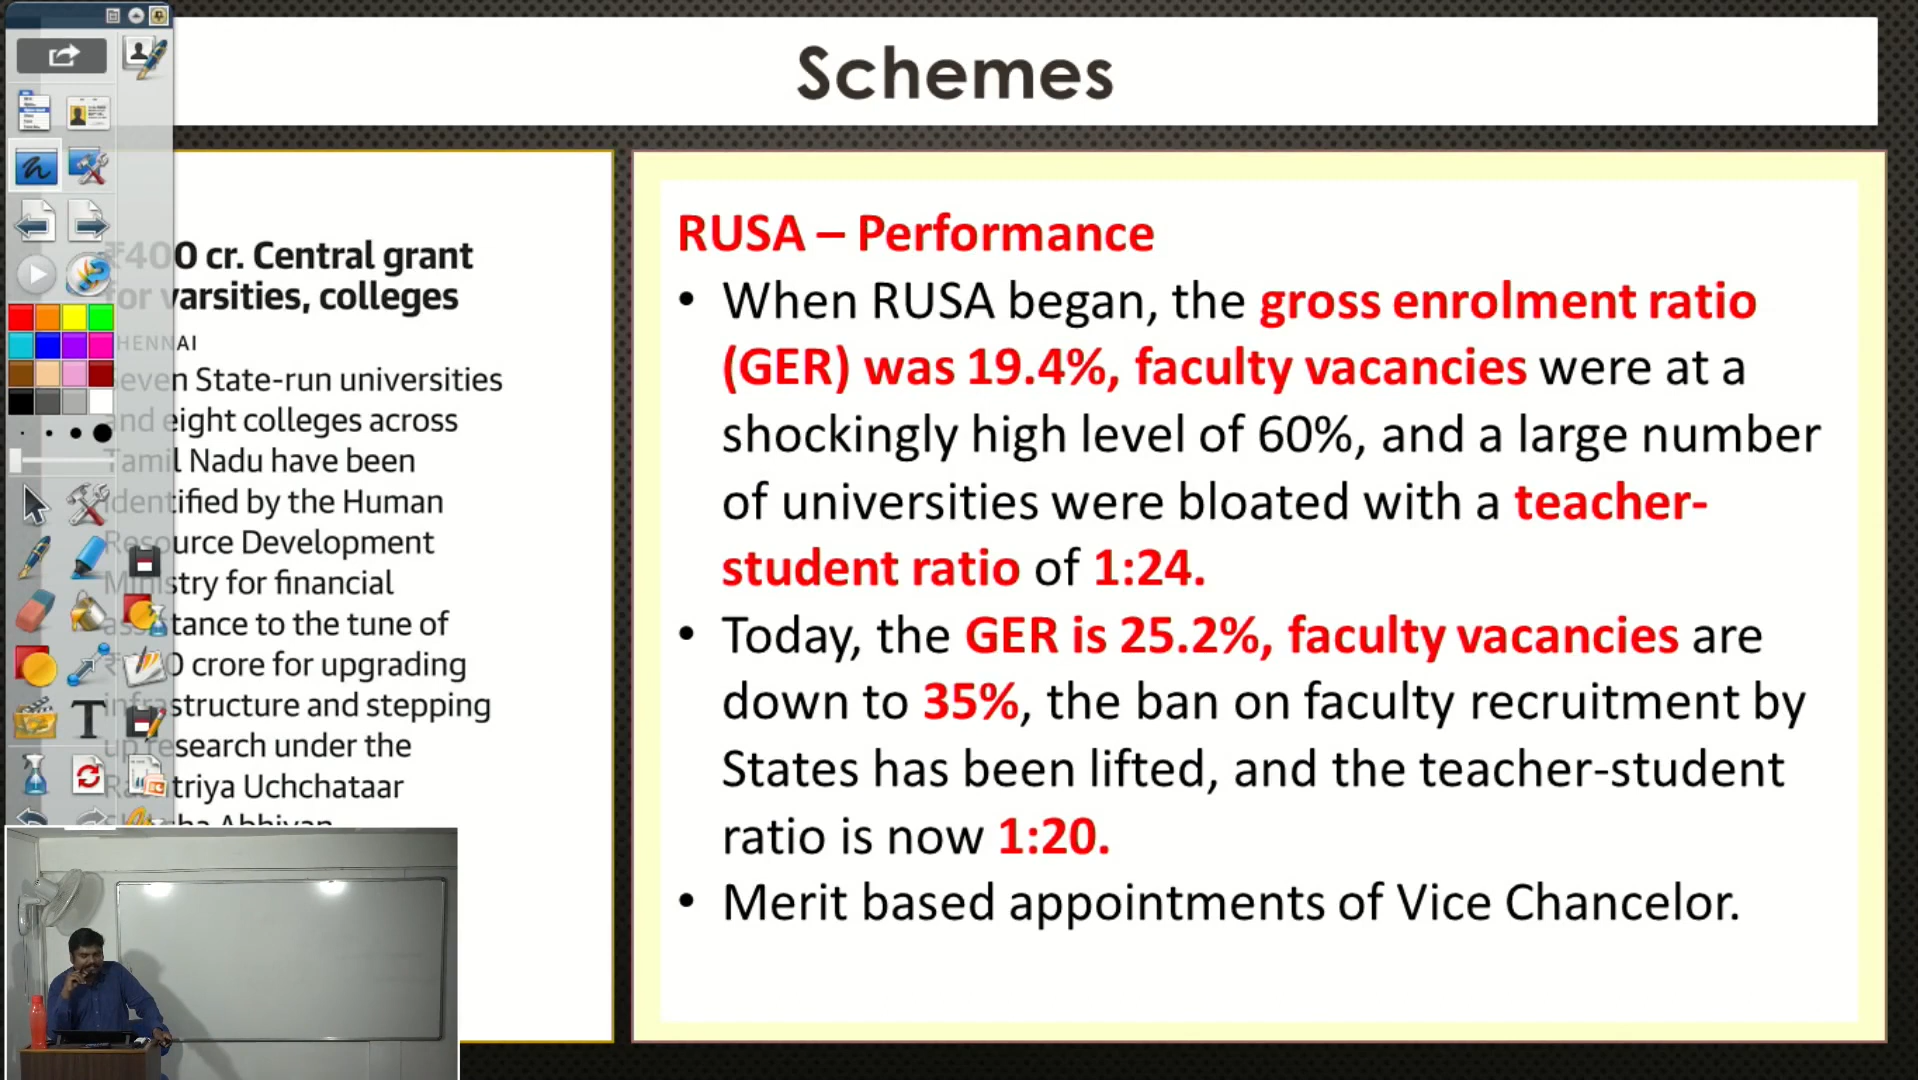 Schemes
₹400 cr. Central grant
for varsities, colleges
CHENNAI
Seven State-run universities
and eight colleges across
Tamil Nadu have been
identified by the Human
Resource Development
Ministry for financial
assistance to the tune of
crore for upgrading
infrastructure and stepping
up research under the
Rashtriya Uchchataar
Abhiyan
RUSA – Performance
• When RUSA began, the gross enrolment ratio
(GER) was 19.4%, faculty vacancies were at a
shockingly high level of 60%, and a large number
of universities were bloated with a teacher-
student ratio of 1:24.
• Today, the GER is 25.2%, faculty vacancies are
down to 35%, the ban on faculty recruitment by
States has been lifted, and the teacher-student
ratio is now 1:20.
• Merit based appointments of Vice Chancelor.